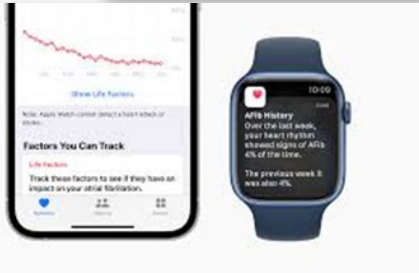 Show Life Factors
Note: Apple Watch cannot detect a heart attack or
stroke.
Factors You Can Track
Life Factors
Track these factors to see if they have an
impact on your atrial fibrillation.
10:09
AFib History
Over the last week,
your heart rhythm
showed signs of AFib
4% of the time.
The previous week it
was also 4%.